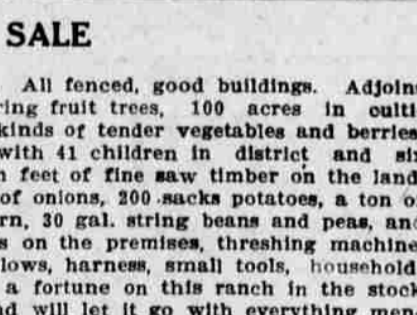 SALE
All fenced, good buildings. Adjoins
ring fruit trees, 100 acres in culti
kinds of tender vegetables and berries
with 41 children in district and six
n feet of fine saw timber on the land
of onions, 200 sacks potatoes, a ton o
rn, 30 gal. string beans and peas, and
s on the premises, threshing machine
lows, harness, small tools, household
a fortune on this ranch in the stock
nd will let it go with everything men